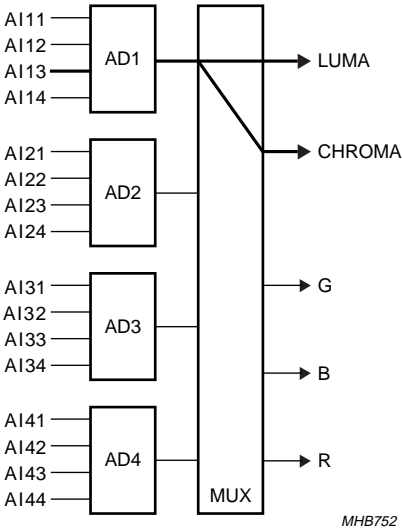 AI11
AI12
AI13
AI14
AD1
LUMA
CHROMA
AI21
AI22
AI23
AI24
AD2
AI31
AI32
AI33
AI34
AD3
G
B
AI41
AI42
AI43
AI44
AD4
R
MUX
MHB752